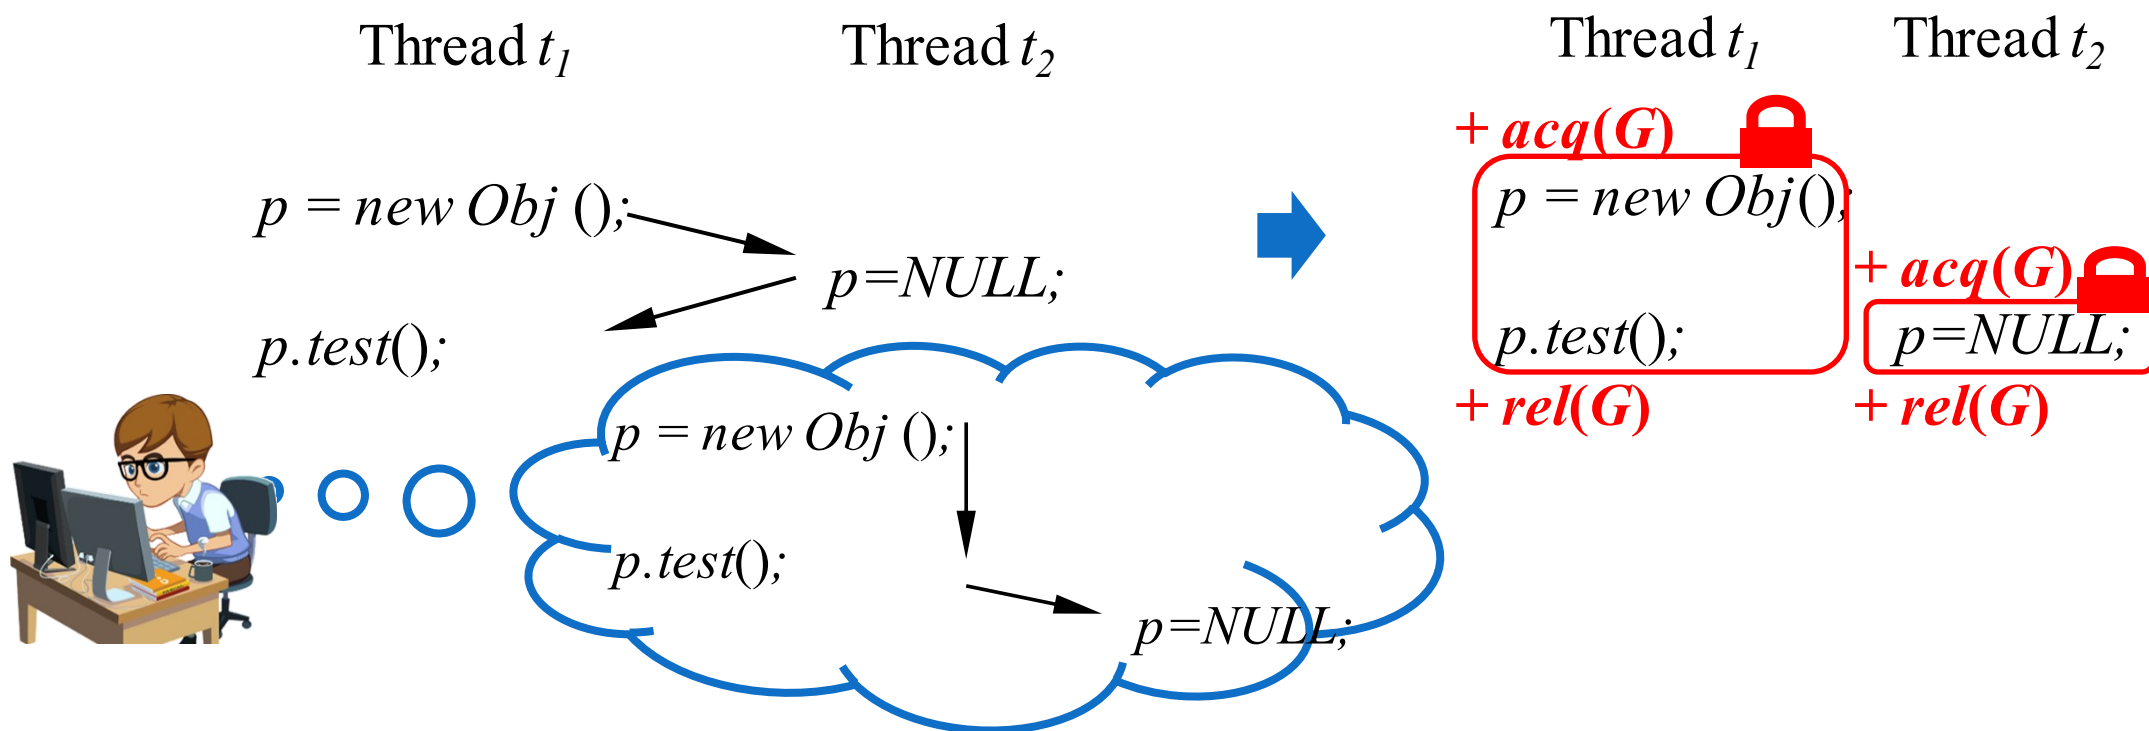 Thread t1 Thread t2
p = new Obj ();
p=NULL;
p.test();
p = new Obj ();
p.test();
p=NULL;
Thread t1 Thread t2
+ acq(G)
p = new Obj();
+ acq(G)
p.test(); p=NULL;
+ rel(G) + rel(G)